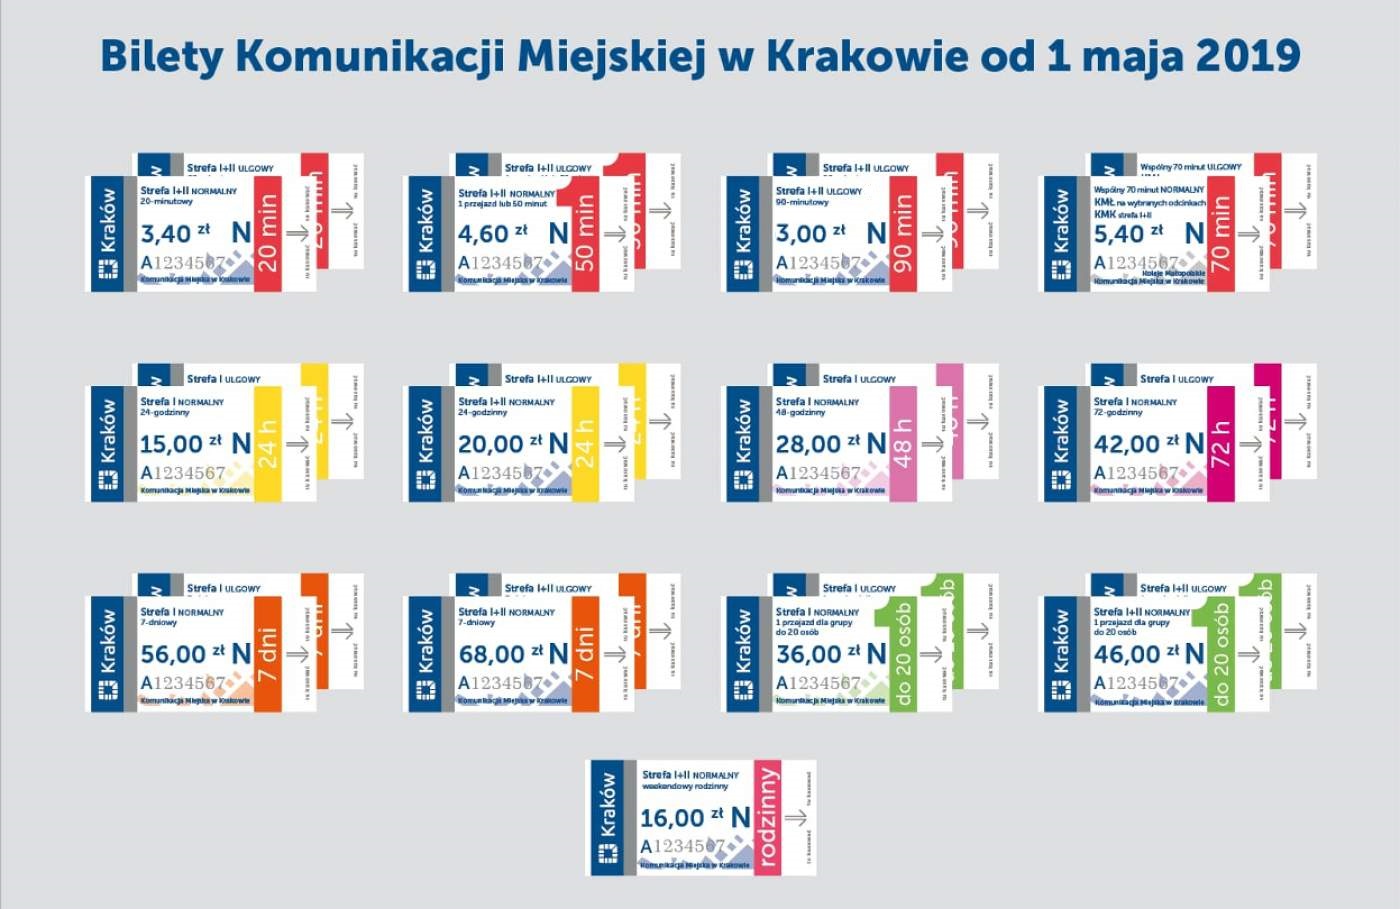 Bilety Komunikacji Miejskiej w Krakowie od 1 maja 2019
Strefa I+II ULGOWY
Kraków
Strefa I+II NORMALNY
20-minutowy
3,40 zł N
A1234567
Komunikacja Miejska w Krakowie
20 min
Strefa I+II ULGOWY
Kraków
Strefa I+II NORMALNY
1 przejazd lub 50 minut
4,60 zł N
A1234567
Komunikacja Miejska w Krakowie
1
50 min
Strefa I+II ULGOWY
Kraków
Strefa I+II ULGOWY
90-minutowy
3,00 zł N
A1234567
Komunikacja Miejska w Krakowie
90 min
Wspólny 70 minut ULGOWY
Kraków
Wspólny 70 minut NORMALNY
KMŁ na wybranych odcinkach
KMK strefa I+II
5,40 zł N
A1234567
Koleje Małopolskie
Komunikacja Miejska w Krakowie
70 min
Strefa I ULGOWY
Kraków
Strefa I NORMALNY
24-godzinny
15,00 zł N
A1234567
Komunikacja Miejska w Krakowie
24 h
Strefa I+II ULGOWY
Kraków
Strefa I+II NORMALNY
24-godzinny
20,00 zł N
A1234567
Komunikacja Miejska w Krakowie
24 h
Strefa I ULGOWY
Kraków
Strefa I NORMALNY
48-godzinny
28,00 zł N
A1234567
Komunikacja Miejska w Krakowie
48 h
Strefa I ULGOWY
Kraków
Strefa I NORMALNY
72-godzinny
42,00 zł N
A1234567
Komunikacja Miejska w Krakowie
72 h
Strefa I ULGOWY
Kraków
Strefa I NORMALNY
7-dniowy
56,00 zł N
A1234567
Komunikacja Miejska w Krakowie
7 dni
Strefa I+II ULGOWY
Kraków
Strefa I+II NORMALNY
7-dniowy
68,00 zł N
A1234567
Komunikacja Miejska w Krakowie
7 dni
Strefa I ULGOWY
Kraków
Strefa I NORMALNY
1 przejazd dla grupy
do 20 osób
36,00 zł N
A1234567
Komunikacja Miejska w Krakowie
1
do 20 osób
Strefa I+II ULGOWY
Kraków
Strefa I+II NORMALNY
1 przejazd dla grupy
do 20 osób
46,00 zł N
A1234567
Komunikacja Miejska w Krakowie
1
do 20 osób
Kraków
Strefa I+II NORMALNY
weekendowy rodzinny
16,00 zł N
A1234567
Komunikacja Miejska w Krakowie
rodzinny